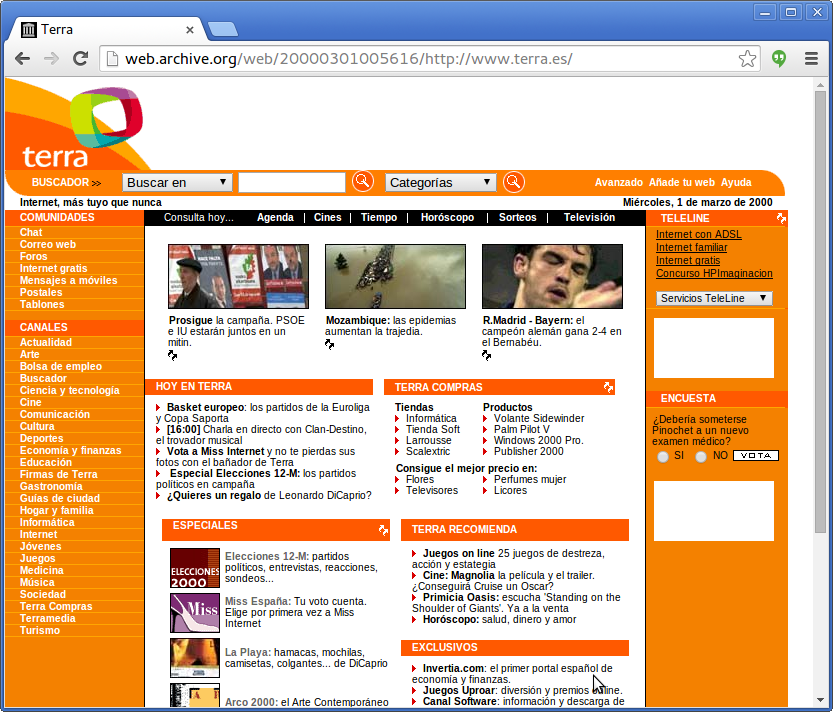 Terra
web.archive.org/web/20000301005616/http://www.terra.es/
terra
BUSCADOR >>
Buscar en
Categorías
Avanzado Añade tu web Ayuda
Internet, más tuyo que nunca
Miércoles, 1 de marzo de 2000
COMUNIDADES
Chat
Correo web
Foros
Internet gratis
Mensajes a móviles
Postales
Tablones
CANALES
Actualidad
Arte
Bolsa de empleo
Buscador
Ciencia y tecnología
Cine
Comunicación
Cultura
Deportes
Economía y finanzas
Educación
Firmas de Terra
Gastronomía
Guías de ciudad
Hogar y familia
Informática
Internet
Jóvenes
Juegos
Medicina
Música
Sociedad
Terra Compras
Terramedia
Turismo
Consulta hoy... Agenda | Cines | Tiempo | Horóscopo | Sorteos | Televisión
Prosigue la campaña. PSOE
e IU estarán juntos en un
mitin.
Mozambique: las epidemias
aumentan la trajedia.
R.Madrid - Bayern: el
campeón alemán gana 2-4 en
el Bernabéu.
HOY EN TERRA
Basket europeo: los partidos de la Euroliga
y Copa Saporta
[16:00] Charla en directo con Clan-Destino,
el trovador musical
Vota a Miss Internet y no te pierdas sus
fotos con el bañador de Terra
Especial Elecciones 12-M: los partidos
políticos en campaña
¿Quieres un regalo de Leonardo DiCaprio?
TERRA COMPRAS
Tiendas
Informática
Tienda Soft
Larrousse
Scalextric
Productos
Volante Sidewinder
Palm Pilot V
Windows 2000 Pro.
Publisher 2000
Consigue el mejor precio en:
Flores
Televisores
Perfumes mujer
Licores
ESPECIALES
ELECCIONES
2000
Elecciones 12-M: partidos
políticos, entrevistas, reacciones,
sondeos...
Miss
Miss España: Tu voto cuenta.
Elige por primera vez a Miss
Internet
La Playa: hamacas, mochilas,
camisetas, colgantes... de DiCaprio
Arco 2000: el Arte Contemporáneo
TERRA RECOMIENDA
Juegos on line 25 juegos de destreza,
acción y estategia
Cine: Magnolia la película y el trailer.
¿Conseguirá Cruise un Oscar?
Primicia Oasis: escucha 'Standing on the
Shoulder of Giants'. Ya a la venta
Horóscopo: salud, dinero y amor
EXCLUSIVOS
Invertia.com: el primer portal español de
economía y finanzas.
Juegos Uproar: diversión y premios online.
Canal Software: información y descarga de
TELELINE
Internet con ADSL
Internet familiar
Internet gratis
Concurso HPImaginacion
Servicios TeleLine
ENCUESTA
¿Debería someterse
Pinochet a un nuevo
examen médico?
SI NO VOTA